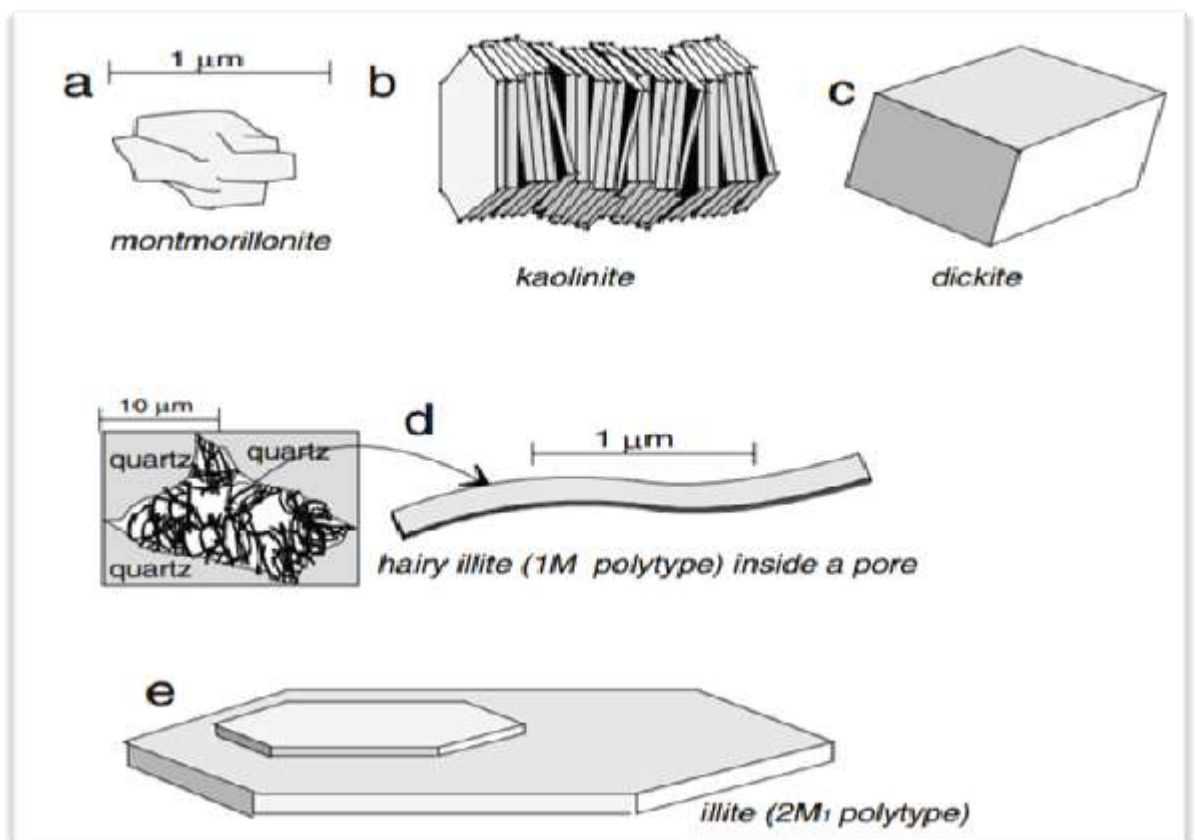 a
1 μm
montmorillonite
b
kaolinite
c
dickite
10 μm
quartz
quartz
quartz
d
1 μm
hairy illite (1M polytype) inside a pore
e
illite (2M₁ polytype)